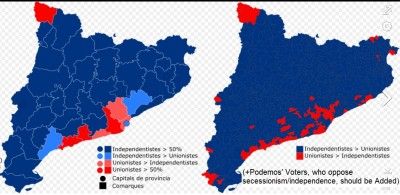 Independentistes > 50%
Independentistes > Unionistes
Unionistes > Independentistes
Unionistes > 50%
Capitals de província
Comarques
Independentistes > Unionistes
Unionistes > Independentistes
(+Podemos' Voters, who oppose
secessionism/independence, should be Added)